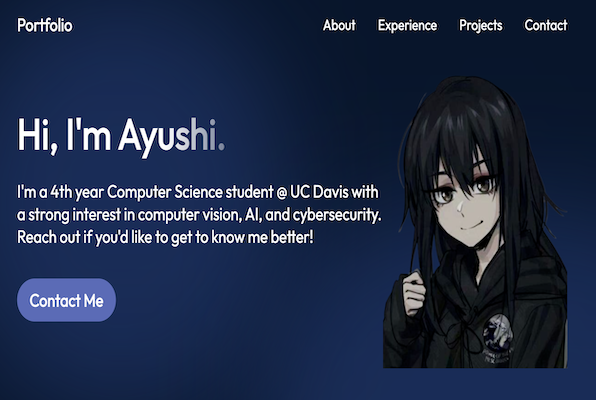 Portfolio
About Experience Projects Contact
Hi, I'm Ayushi.
I'm a 4th year Computer Science student @ UC Davis with
a strong interest in computer vision, AI, and cybersecurity.
Reach out if you'd like to get to know me better!
Contact Me